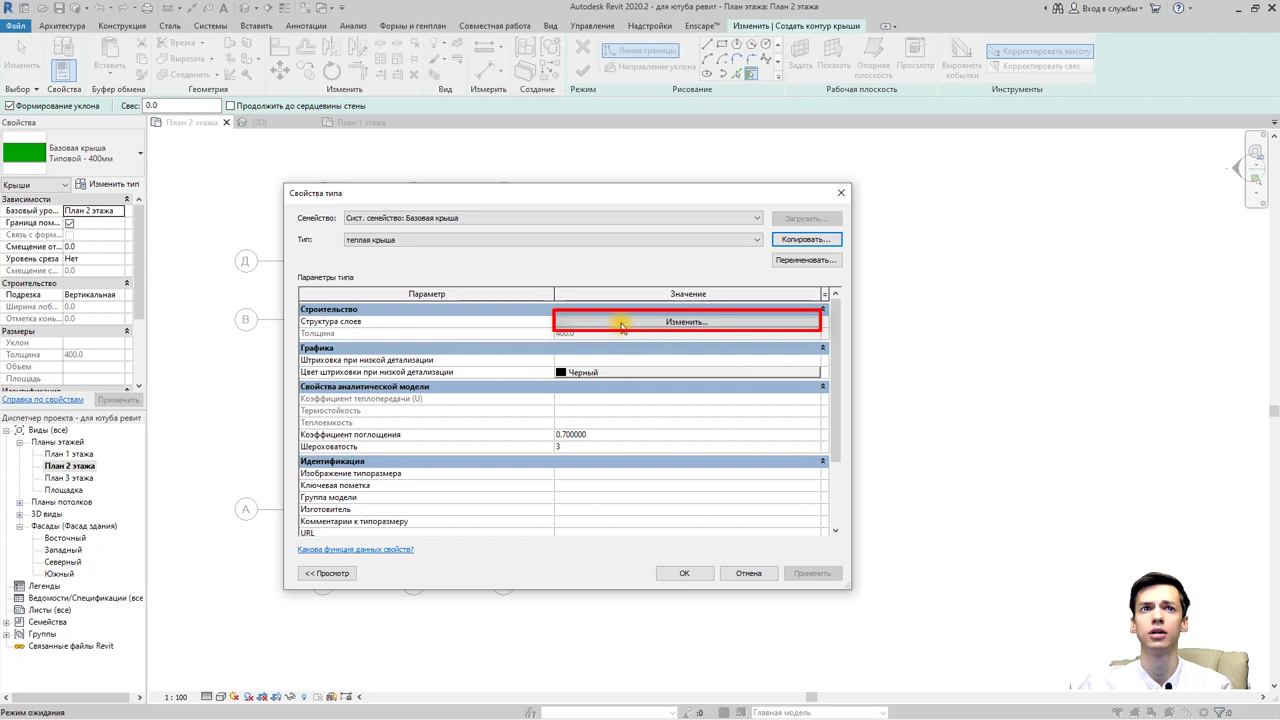 Autodesk Revit 2020.2 - для ютуба ревит - План этажа: План 2 этажа
Вход в службы
Файл Архитектура Конструкция Сталь Системы Вставить Аннотации Анализ Формы и генплан Совместная работа Вид Управление Надстройки Enscape™ Изменить | Создать контур крыши
Изменить
Вставить
Врезка
Вырезать
Соединить
Линия границы
Направление уклона
Задать Показать Опорная плоскость Просмотр
Выровнять кобылки
Корректировать высоту
Корректировать свес
Выбор Свойства Буфер обмена Геометрия Изменить Вид Измерить Создание Режим Рисование Рабочая плоскость Инструменты
Формирование уклона Свес: 0.0 Продолжить до сердцевины стены
Свойства
План 2 этажа {3D} План 1 этажа
Базовая крыша
Типовой - 400мм
Крыши Изменить тип
Зависимости
Базовый уро... План 2 этажа
Граница пом...
Связь с форм...
Смещение от... 0.0
Уровень среза Нет
Смещение с... 0.0
Строительство
Подрезка Вертикальная
Ширина лоб... 0.0
Форма лобо... 0.0
Размеры
Уклон
Толщина 400.0
Объем
Площадь
Идентификация
Справка по свойствам Применить
Диспетчер проекта - для ютуба ревит
Виды (все)
Планы этажей
План 1 этажа
План 2 этажа
План 3 этажа
Площадка
Планы потолков
3D виды
Фасады (Фасад здания)
Восточный
Западный
Северный
Южный
Легенды
Ведомости/Спецификации (все)
Листы (все)
Семейства
Группы
Связанные файлы Revit
Д
В
А
Свойства типа
Семейство: Сист. семейство: Базовая крыша Загрузить...
Тип: теплая крыша Копировать...
Переименовать...
Параметры типа
Параметр Значение =
Строительство
Структура слоев Изменить...
Толщина 400.0
Графика
Штриховка при низкой детализации
Цвет штриховки при низкой детализации Черный
Свойства аналитической модели
Коэффициент теплопередачи (U)
Термостойкость
Теплоемкость
Коэффициент поглощения 0.700000
Шероховатость 3
Идентификация
Изображение типоразмера
Ключевая пометка
Группа модели
Изготовитель
Комментарии к типоразмеру
URL
Какова функция данных свойств?
<< Просмотр OK Отмена Применить
1 : 100
Режим ожидания :0 Главная модель :0